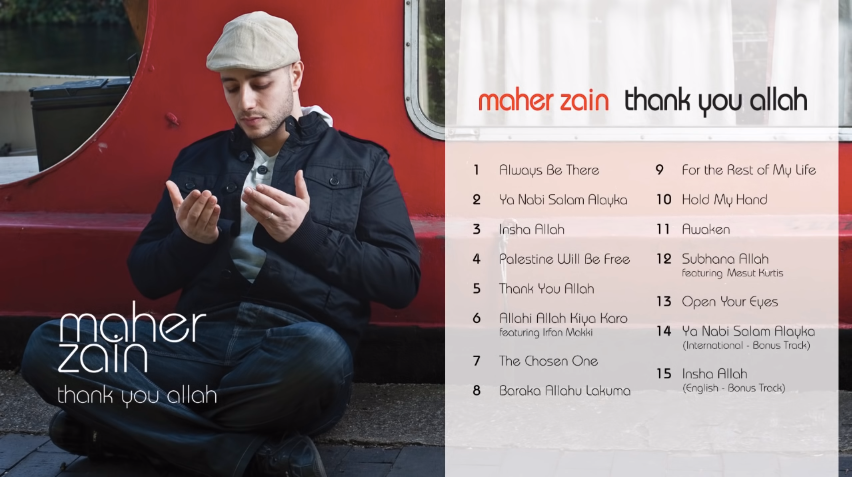 maher
zain
thank you allah
maher zain thank you allah
1 Always Be There
2 Ya Nabi Salam Alayka
3 Insha Allah
4 Palestine Will Be Free
5 Thank You Allah
6 Allahi Allah Kiya Karo
featuring Irfan Makki
7 The Chosen One
8 Baraka Allahu Lakuma
9 For the Rest of My Life
10 Hold My Hand
11 Awaken
12 Subhana Allah
featuring Mesut Kurtis
13 Open Your Eyes
14 Ya Nabi Salam Alayka
(International - Bonus Track)
15 Insha Allah
(English - Bonus Track)